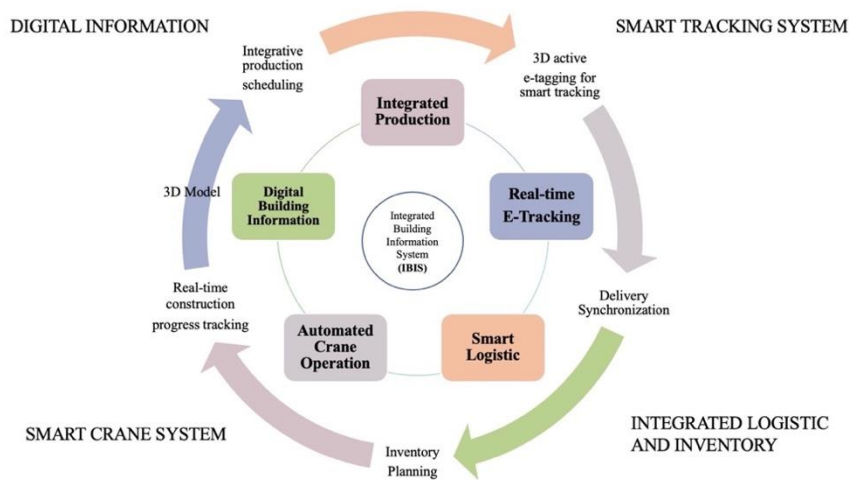 DIGITAL INFORMATION
SMART TRACKING SYSTEM
Integrative
production
scheduling
3D active
e-tagging for
smart tracking
Integrated
Production
3D Model
Digital
Building
Information
Real-time
E-Tracking
Integrated
Building
Information
System
(IBIS)
Real-time
construction
progress tracking
Delivery
Synchronization
Automated
Crane
Operation
Smart
Logistic
SMART CRANE SYSTEM
INTEGRATED LOGISTIC
AND INVENTORY
Inventory
Planning